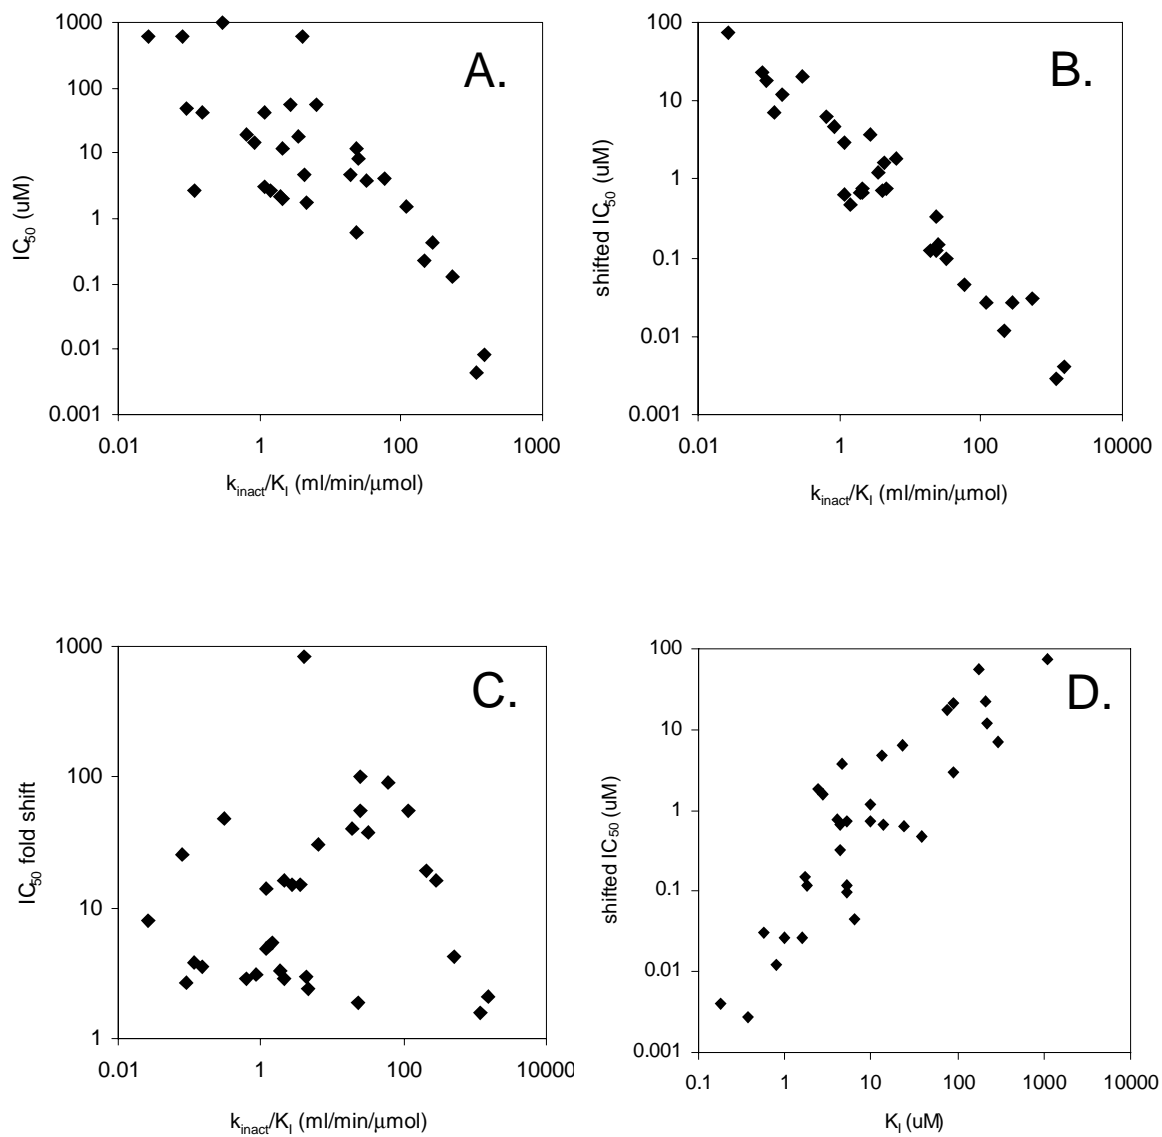 A.
1000
100
10
1
0.1
0.01
0.001
IC50 (uM)
0.01 1 100 10000
kinact/KI (ml/min/μmol)
B.
100
10
1
0.1
0.01
0.001
shifted IC50 (uM)
0.01 1 100 10000
kinact/KI (ml/min/μmol)
C.
1000
100
10
1
IC50 fold shift
0.01 1 100 10000
kinact/KI (ml/min/μmol)
D.
100
10
1
0.1
0.01
0.001
shifted IC50 (uM)
0.1 1 10 100 1000 10000
KI (uM)